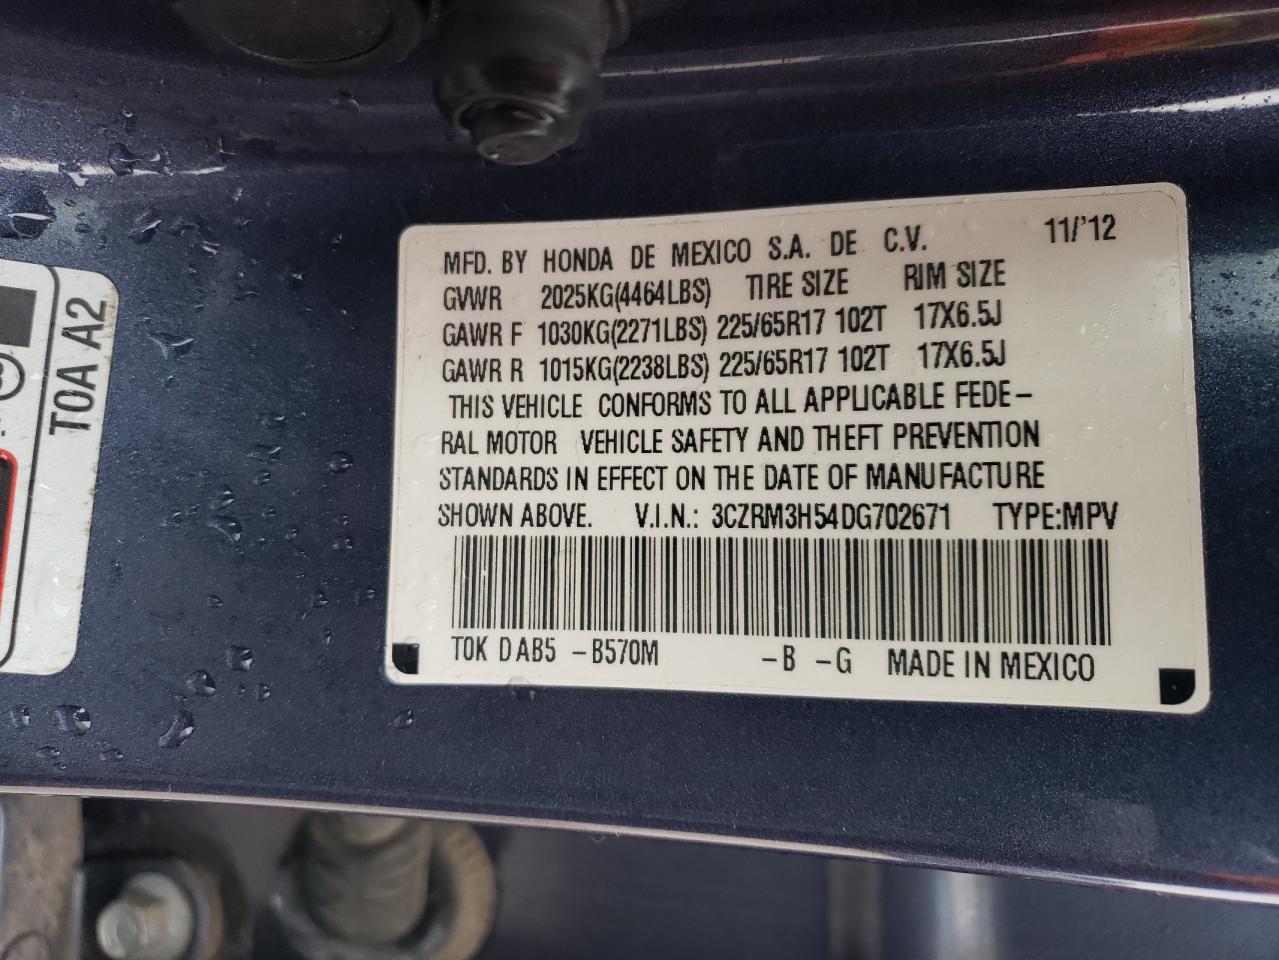 MFD. BY HONDA DE MEXICO S.A. DE C.V. 11/'12
GVWR 2025KG(4464LBS) TIRE SIZE RIM SIZE
GAWR F 1030KG(2271LBS) 225/65R17 102T 17X6.5J
GAWR R 1015KG(2238LBS) 225/65R17 102T 17X6.5J
THIS VEHICLE CONFORMS TO ALL APPLICABLE FEDE-
RAL MOTOR VEHICLE SAFETY AND THEFT PREVENTION
STANDARDS IN EFFECT ON THE DATE OF MANUFACTURE
SHOWN ABOVE. V.I.N.: 3CZRM3H54DG702671 TYPE:MPV
T0K D AB5 -B570M -B -G MADE IN MEXICO
T0A A2